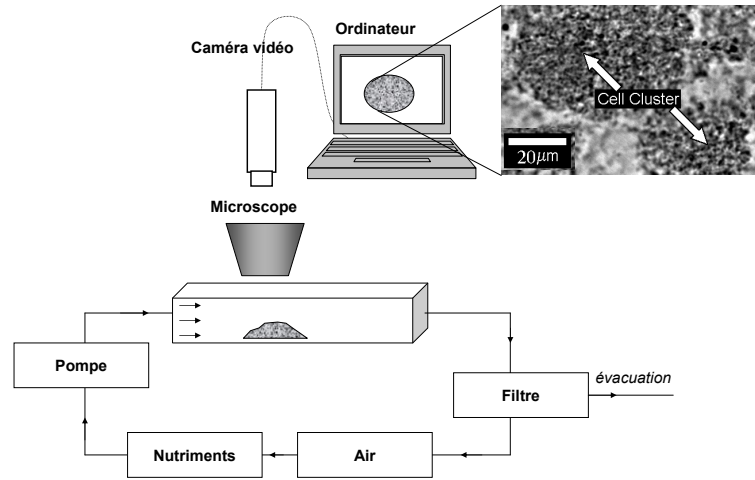 Ordinateur
Caméra vidéo
Cell Cluster
20μm
Microscope
Pompe
évacuation
Filtre
Nutriments
Air